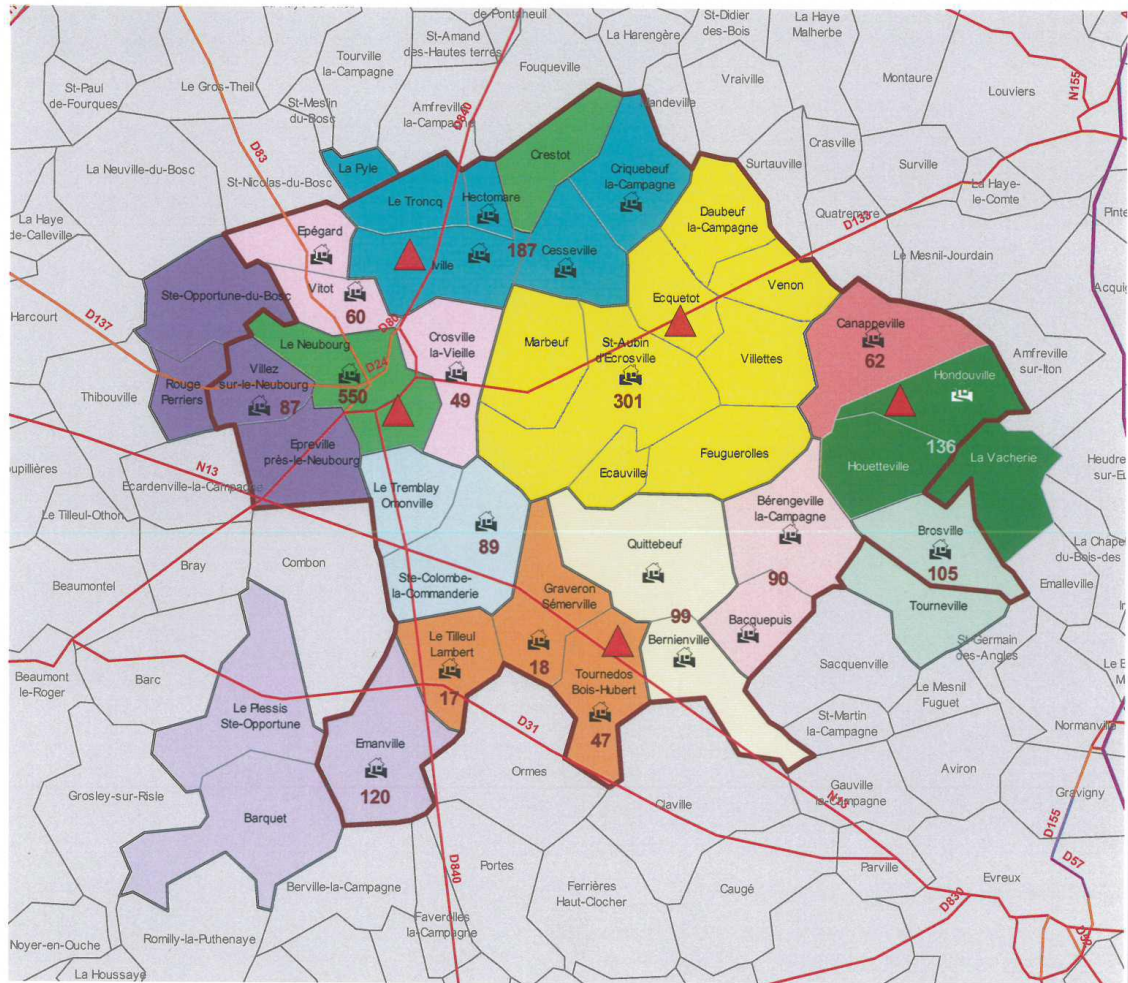 de Pontcheuil
St-Didier
des-Bois
La Haye
Malherbe
St-Amand
des-Hautes terres
La Harengère
Tourville
la-Campagne
Fouqueville
Vraiville
Montaure
N155
St-Paul
de-Fourques
Le Gros-Theil
Louviers
St-Meslin
du-Bosc
Amfreville
la-Campagne
D840
Mandeville
D83
Crestot
Crasville
Surtauville
Surville
La Neuville-du-Bosc
La Pyle
St-Nicolas-du-Bosc
Criquebeuf
la-Campagne
La Haye-
le-Comte
Le Troncq
Hectomare
Quatremare
D133
Daubeuf
la-Campagne
La Haye
de-Calleville
Epégard
187
Cesseville
Iville
Le Mesnil-Jourdain
Ste-Opportune-du-Bosc
Vitot
60
Ecquetot
Venon
Harcourt
D137
D80
Crosville
la-Vieille
Canappeville
62
Le Neubourg
D24
Marbeuf
St-Aubin
d'Ecrosville
Villettes
Amfreville
sur-Iton
Villez
sur-le-Neubourg
Hondouville
Rouge
Perriers
Thibouville
87
550
49
301
136
Epreville
près-le-Neubourg
N13
Feuguerolles
La Vacherie
Houetteville
Ecauville
Ecardenville-la-Campagne
Le Tremblay
Omonville
Bérengeville
la-Campagne
Le Tilleul-Othon
89
Quittebeuf
Brosville
105
Bray
Combon
90
Beaumontel
Ste-Colombe-
la-Commanderie
Graveron
Sémerville
Emalleville
Tourneville
99
Bernienville
Bacquepuis
St-Germain
des-Angles
Le Tilleul
Lambert
17
18
Tournedos
Bois-Hubert
47
Sacquenville
Beaumont
le-Roger
Barc
Le Mesnil
Fuguet
Le Plessis
Ste-Opportune
D31
St-Martin
la-Campagne
Normanville
Emanville
120
Ormes
Aviron
Grosley-sur-Risle
Claville
N13
Gauville
la-Campagne
Gravigny
Barquet
D155
D57
D840
Portes
Parville
Evreux
Berville-la-Campagne
Ferrières
Haut-Clocher
Caugé
D830
Faverolles
la-Campagne
Noyer-en-Ouche
Romilly-la-Puthenaye
La Houssaye